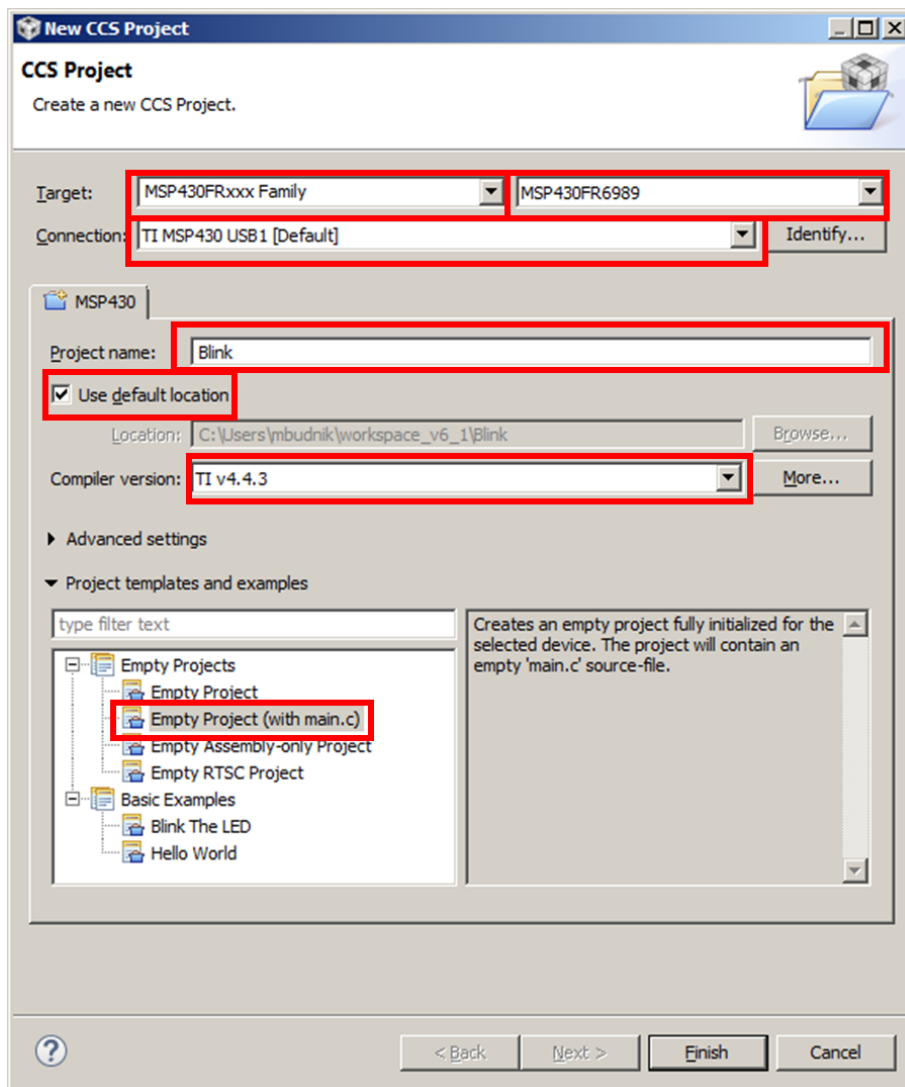 New CCS Project
CCS Project
Create a new CCS Project.
Target: MSP430FRxxx Family MSP430FR6989
Connection: TI MSP430 USB1 [Default] Identify...
MSP430
Project name: Blink
Use default location
Location: C:\Users\mbudnik\workspace_v6_1\Blink Browse...
Compiler version: TI v4.4.3 More...
Advanced settings
Project templates and examples
type filter text
Creates an empty project fully initialized for the
selected device. The project will contain an
empty 'main.c' source-file.
Empty Projects
Empty Project
Empty Project (with main.c)
Empty Assembly-only Project
Empty RTSC Project
Basic Examples
Blink The LED
Hello World
? < Back Next > Finish Cancel